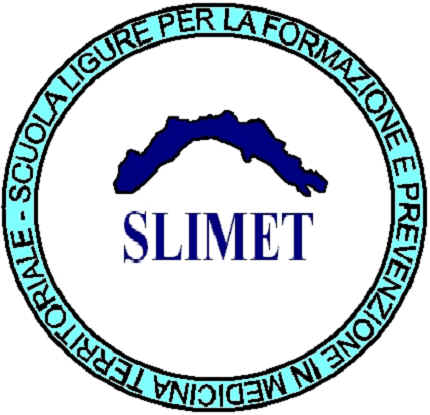 SCUOLA LIGURE PER LA FORMAZIONE E PREVENZIONE IN MEDICINA TERRITORIALE -
SLIMET